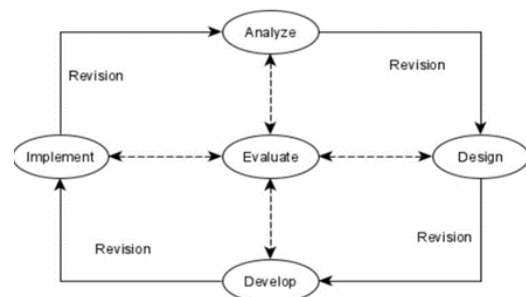 Analyze
Revision
Revision
Implement
Evaluate
Design
Revision
Revision
Develop